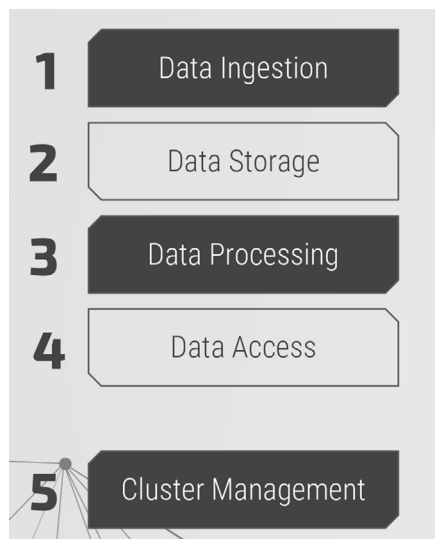 1 Data Ingestion
2 Data Storage
3 Data Processing
4 Data Access
5 Cluster Management